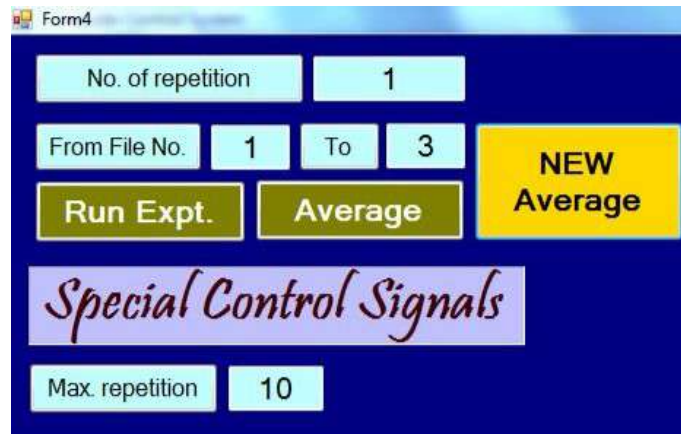 Form4
No. of repetition 1
From File No. 1 To 3
NEW
Average
Run Expt. Average
Special Control Signals
Max. repetition 10